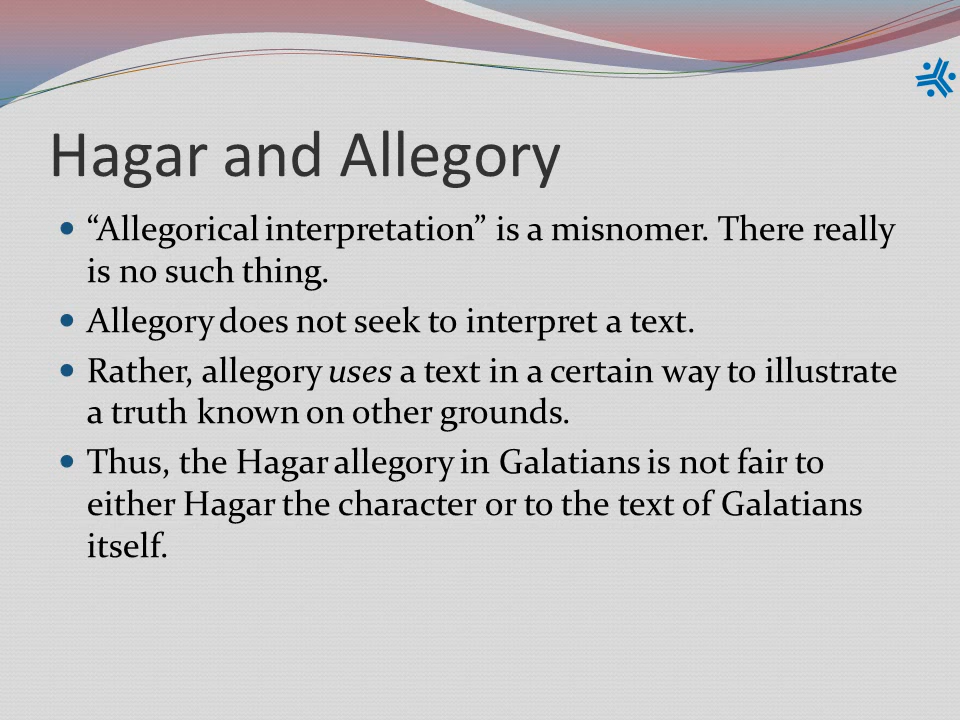 Hagar and Allegory
• “Allegorical interpretation” is a misnomer. There really
is no such thing.
• Allegory does not seek to interpret a text.
• Rather, allegory uses a text in a certain way to illustrate
a truth known on other grounds.
• Thus, the Hagar allegory in Galatians is not fair to
either Hagar the character or to the text of Galatians
itself.